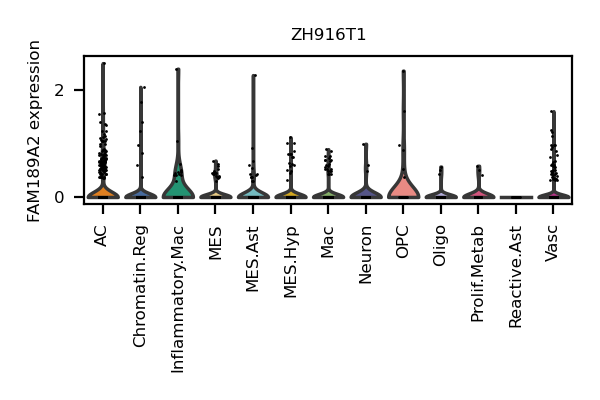 ZH916T1
FAM189A2 expression
2
0
AC
Chromatin.Reg
Inflammatory.Mac
MES
MES.Ast
MES.Hyp
Mac
Neuron
OPC
Oligo
Prolif.Metab
Reactive.Ast
Vasc